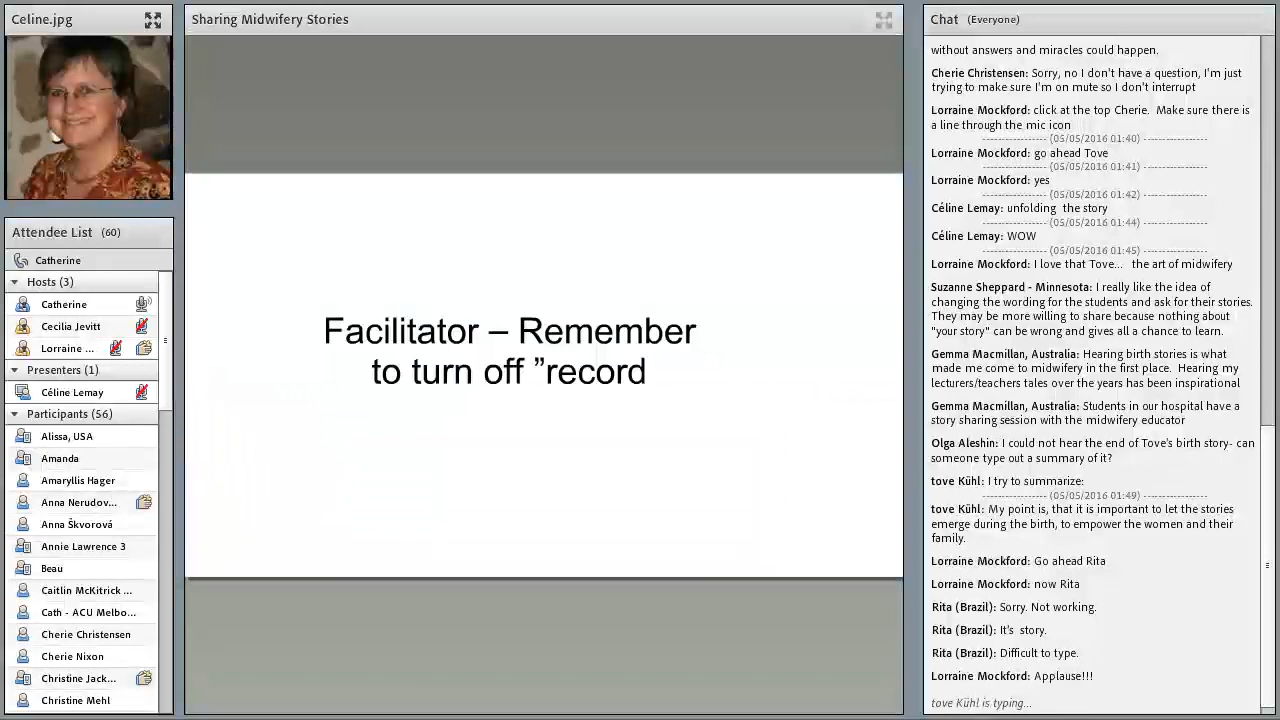 Celine.jpg
Sharing Midwifery Stories
Facilitator – Remember
to turn off ”record
Attendee List (60)
Catherine
Hosts (3)
Catherine
Cecilia Jevitt
Lorraine ...
Presenters (1)
Céline Lemay
Participants (56)
Alissa, USA
Amanda
Amaryllis Hager
Anna Nerudov...
Anna Škvorová
Annie Lawrence 3
Beau
Caitlin McKitrick ...
Cath - ACU Melbo...
Cherie Christensen
Cherie Nixon
Christine Jack...
Christine Mehl
Chat (Everyone)
without answers and miracles could happen.
Cherie Christensen: Sorry, no I don't have a question, I'm just
trying to make sure I'm on mute so I don't interrupt
Lorraine Mockford: click at the top Cherie. Make sure there is
a line through the mic icon
------------------ (05/05/2016 01:40) ------------------
Lorraine Mockford: go ahead Tove
------------------ (05/05/2016 01:41) ------------------
Lorraine Mockford: yes
------------------ (05/05/2016 01:42) ------------------
Céline Lemay: unfolding the story
------------------ (05/05/2016 01:44) ------------------
Céline Lemay: WOW
------------------ (05/05/2016 01:45) ------------------
Lorraine Mockford: I love that Tove... the art of midwifery
Suzanne Sheppard - Minnesota: I really like the idea of
changing the wording for the students and ask for their stories.
They may be more willing to share because nothing about
"your story" can be wrong and gives all a chance to learn.
Gemma Macmillan, Australia: Hearing birth stories is what
made me come to midwifery in the first place. Hearing my
lecturers/teachers tales over the years has been inspirational
Gemma Macmillan, Australia: Students in our hospital have a
story sharing session with the midwifery educator
Olga Aleshin: I could not hear the end of Tove's birth story- can
someone type out a summary of it?
tove Kühl: I try to summarize:
------------------ (05/05/2016 01:49) ------------------
tove Kühl: My point is, that it is important to let the stories
emerge during the birth, to empower the women and their
family.
Lorraine Mockford: Go ahead Rita
Lorraine Mockford: now Rita
Rita (Brazil): Sorry. Not working.
Rita (Brazil): It's story.
Rita (Brazil): Difficult to type.
Lorraine Mockford: Applause!!!
tove Kühl is typing...